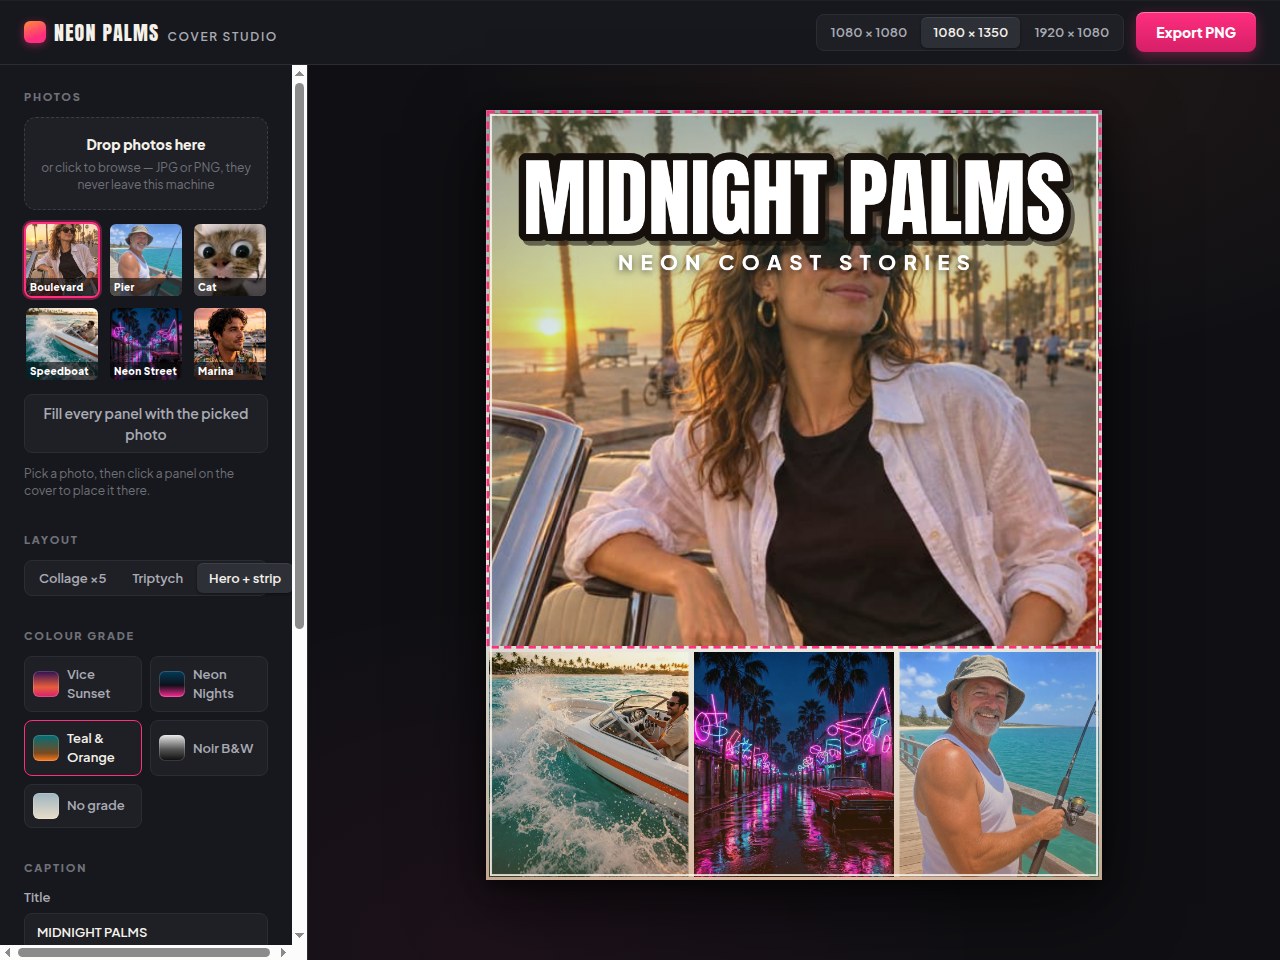 NEON PALMS COVER STUDIO
1080 × 1080 1080 × 1350 1920 × 1080
Export PNG
PHOTOS
Drop photos here
or click to browse — JPG or PNG, they
never leave this machine
Boulevard Pier Cat
Speedboat Neon Street Marina
Fill every panel with the picked
photo
Pick a photo, then click a panel on the
cover to place it there.
LAYOUT
Collage ×5 Triptych Hero + strip
COLOUR GRADE
Vice
Sunset
Neon
Nights
Teal &
Orange
Noir B&W
No grade
CAPTION
Title
MIDNIGHT PALMS
MIDNIGHT PALMS
NEON COAST STORIES